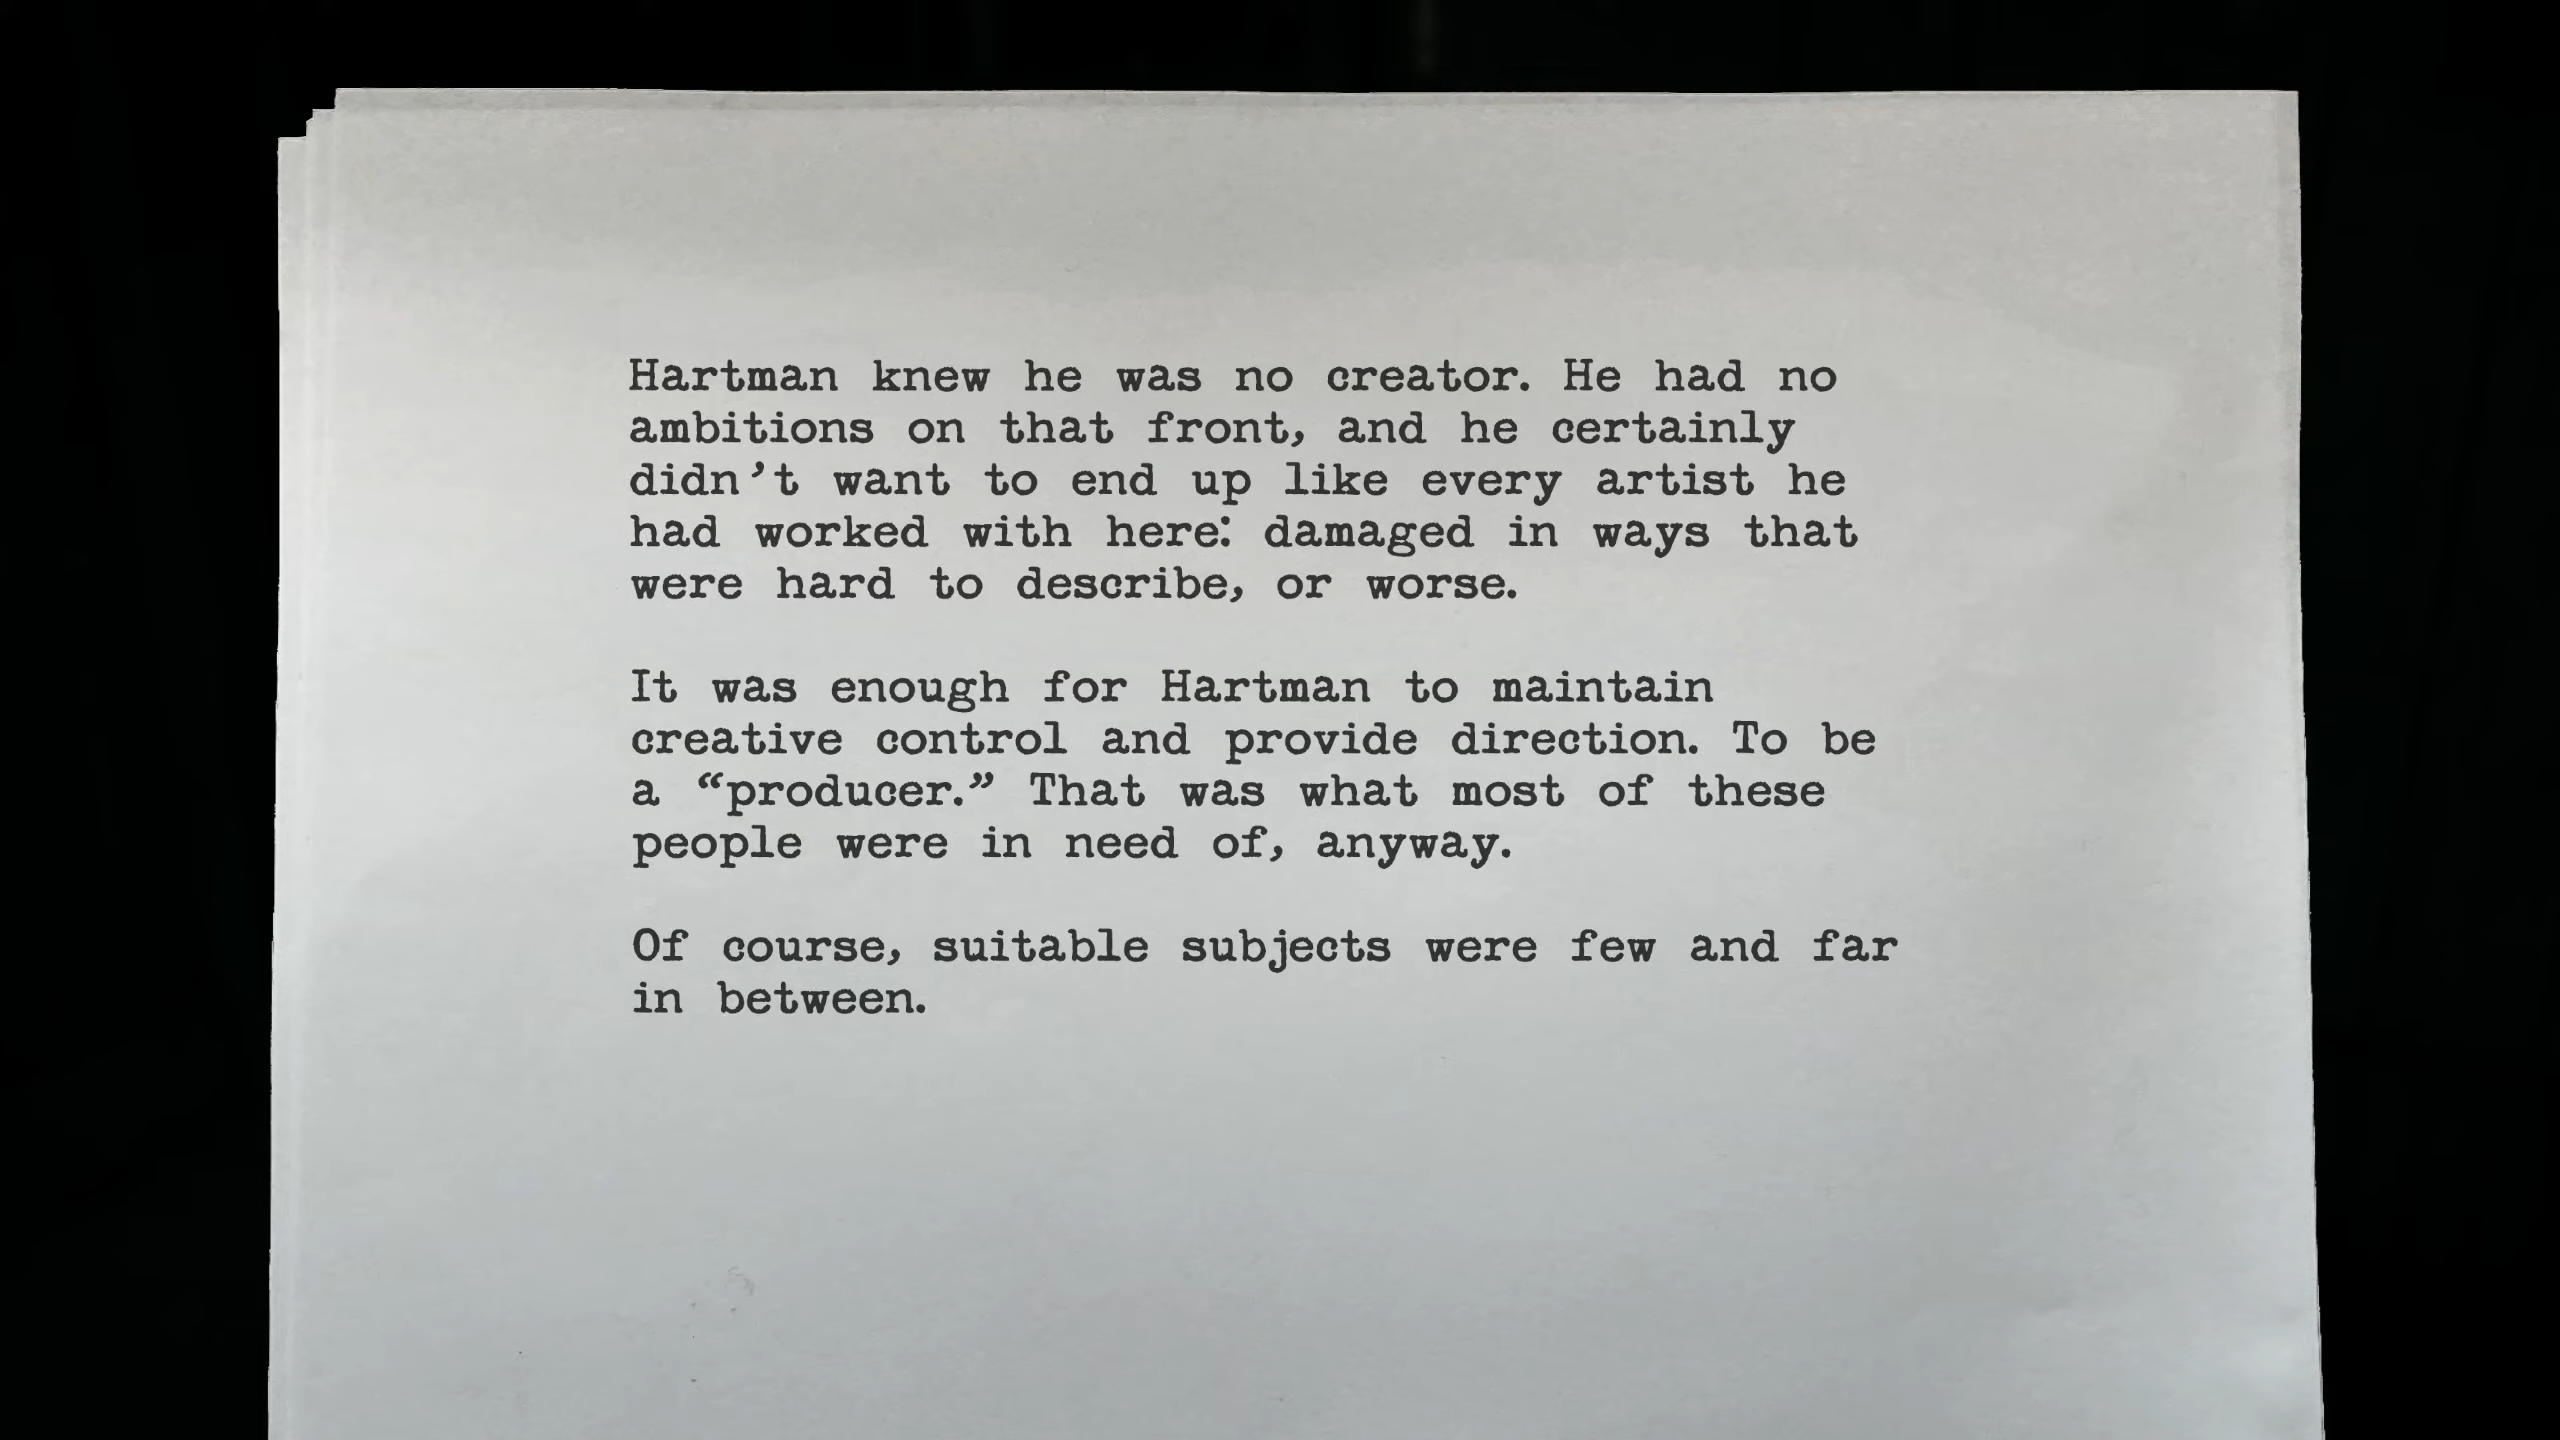 Hartman knew he was no creator. He had no
ambitions on that front, and he certainly
didn’t want to end up like every artist he
had worked with here: damaged in ways that
were hard to describe, or worse.
It was enough for Hartman to maintain
creative control and provide direction. To be
a “producer.” That was what most of these
people were in need of, anyway.
Of course, suitable subjects were few and far
in between.